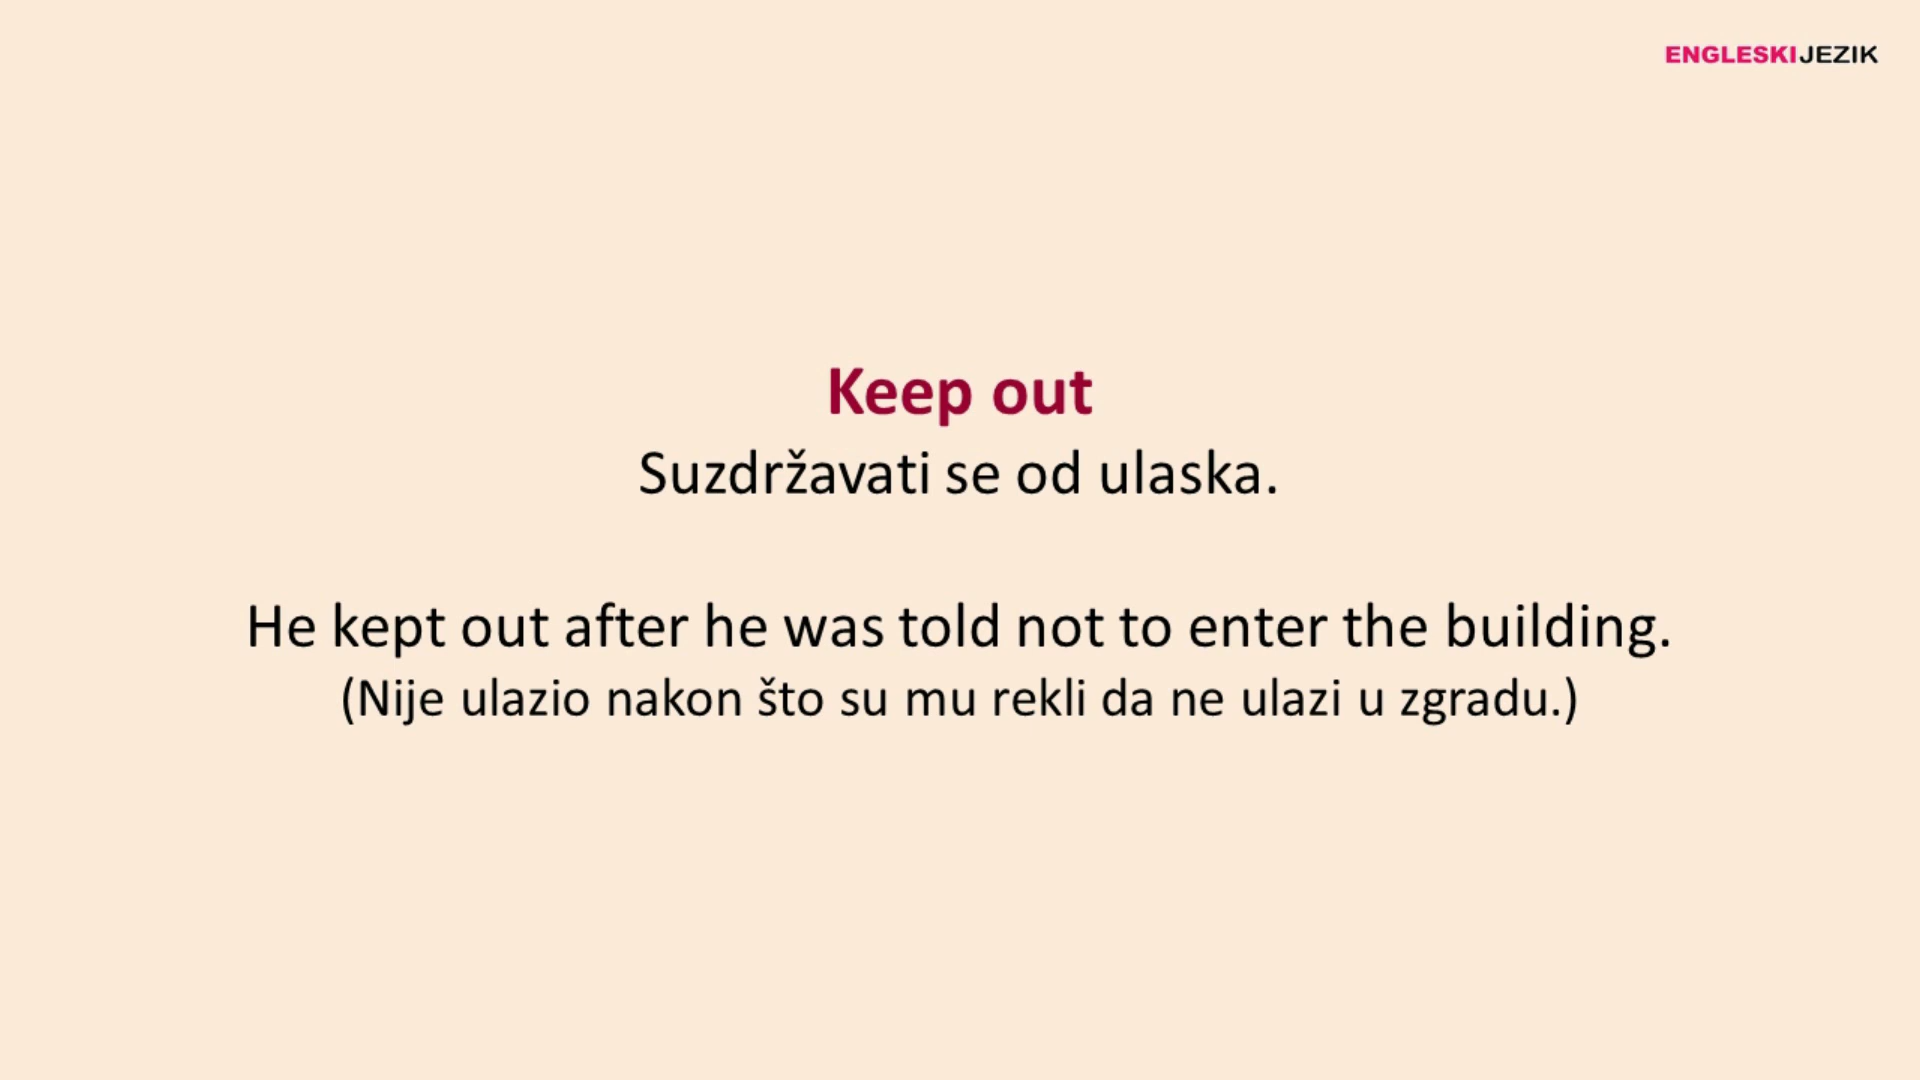 ENGLESKIJEZIK
Keep out
Suzdržavati se od ulaska.
He kept out after he was told not to enter the building.
(Nije ulazio nakon što su mu rekli da ne ulazi u zgradu.)